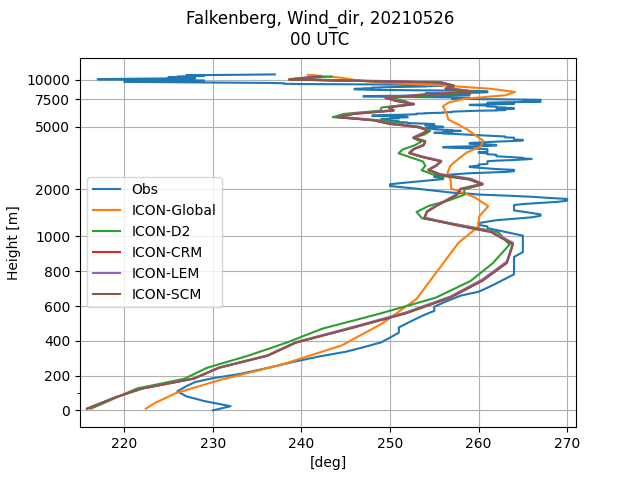 Falkenberg, Wind_dir, 20210526
00 UTC
10000
7500
5000
2000
1000
800
600
400
200
0
Height [m]
Obs
ICON-Global
ICON-D2
ICON-CRM
ICON-LEM
ICON-SCM
220 230 240 250 260 270
[deg]